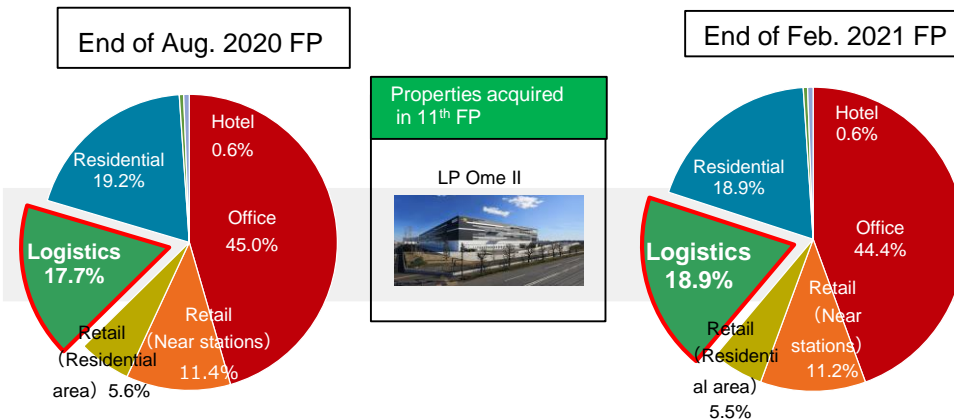 End of Aug. 2020 FP
Hotel
0.6%
Residential
19.2%
Office
45.0%
Logistics
17.7%
Retail
（Near stations）
11.4%
Retail
（Residential
area）5.6%
Properties acquired
in 11th FP
LP Ome II
End of Feb. 2021 FP
Hotel
0.6%
Residential
18.9%
Office
44.4%
Logistics
18.9%
Retail
（Near
stations）
11.2%
Retail
（Residenti
al area）
5.5%